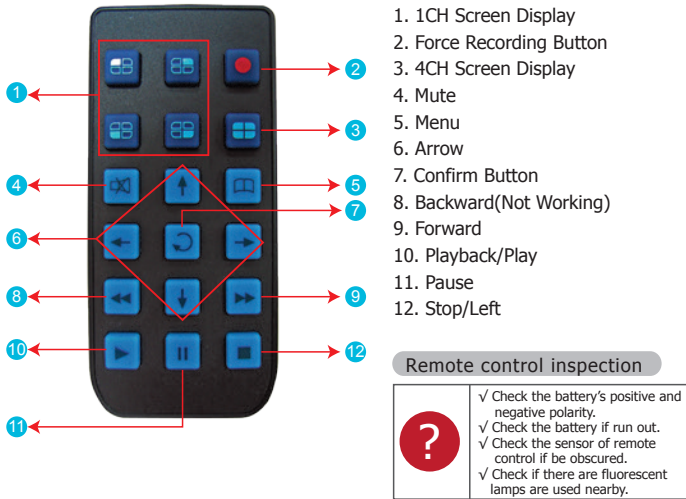 1
2
3
4
5
6
7
8
9
10
11
12
1. 1CH Screen Display
2. Force Recording Button
3. 4CH Screen Display
4. Mute
5. Menu
6. Arrow
7. Confirm Button
8. Backward(Not Working)
9. Forward
10. Playback/Play
11. Pause
12. Stop/Left
Remote control inspection
?
√ Check the battery's positive and
negative polarity.
√ Check the battery if run out.
√ Check the sensor of remote
control if be obscured.
√ Check if there are fluorescent
lamps are used nearby.